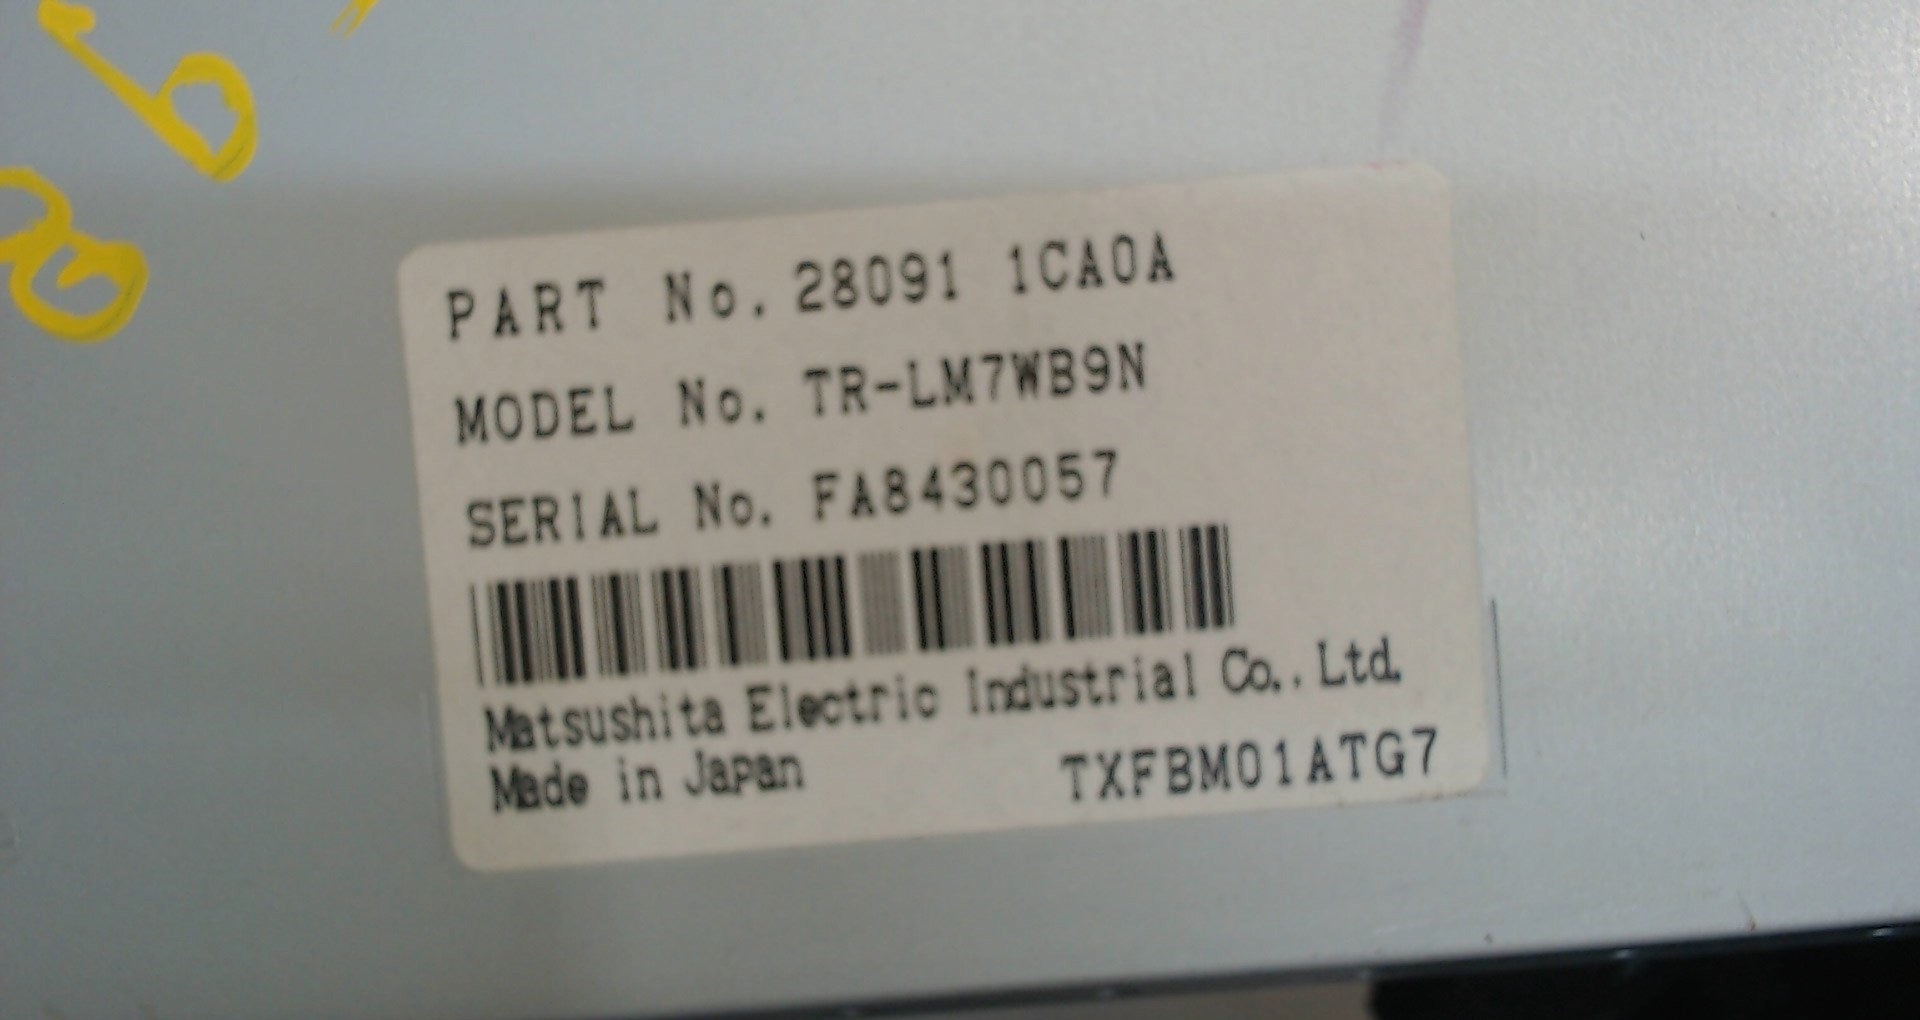 PART No. 28091 1CA0A
MODEL No. TR-LM7WB9N
SERIAL No. FA8430057
Matsushita Electric Industrial Co., Ltd.
Made in Japan TXFBM01ATG7